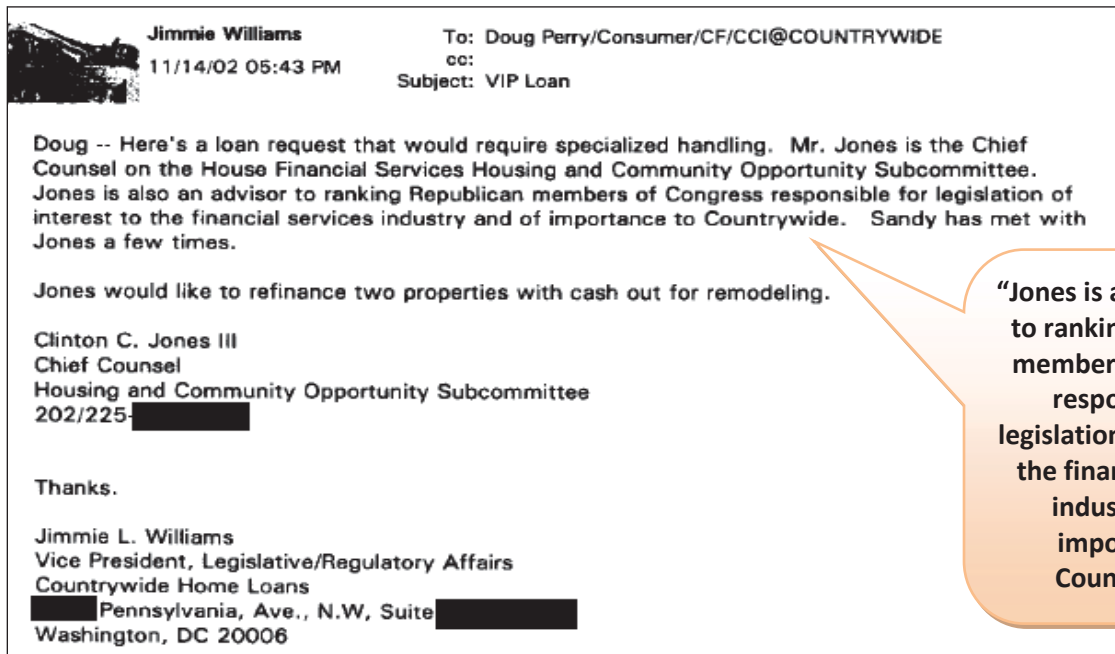 Jimmie Williams
11/14/02 05:43 PM
To: Doug Perry/Consumer/CF/CCI@COUNTRYWIDE
cc:
Subject: VIP Loan
Doug -- Here's a loan request that would require specialized handling. Mr. Jones is the Chief
Counsel on the House Financial Services Housing and Community Opportunity Subcommittee.
Jones is also an advisor to ranking Republican members of Congress responsible for legislation of
interest to the financial services industry and of importance to Countrywide. Sandy has met with
Jones a few times.
Jones would like to refinance two properties with cash out for remodeling.
Clinton C. Jones III
Chief Counsel
Housing and Community Opportunity Subcommittee
202/225-
Thanks.
Jimmie L. Williams
Vice President, Legislative/Regulatory Affairs
Countrywide Home Loans
Pennsylvania, Ave., N.W, Suite
Washington, DC 20006
“Jones is a
to rankin
member
respo
legislation
the finan
indus
impo
Coun